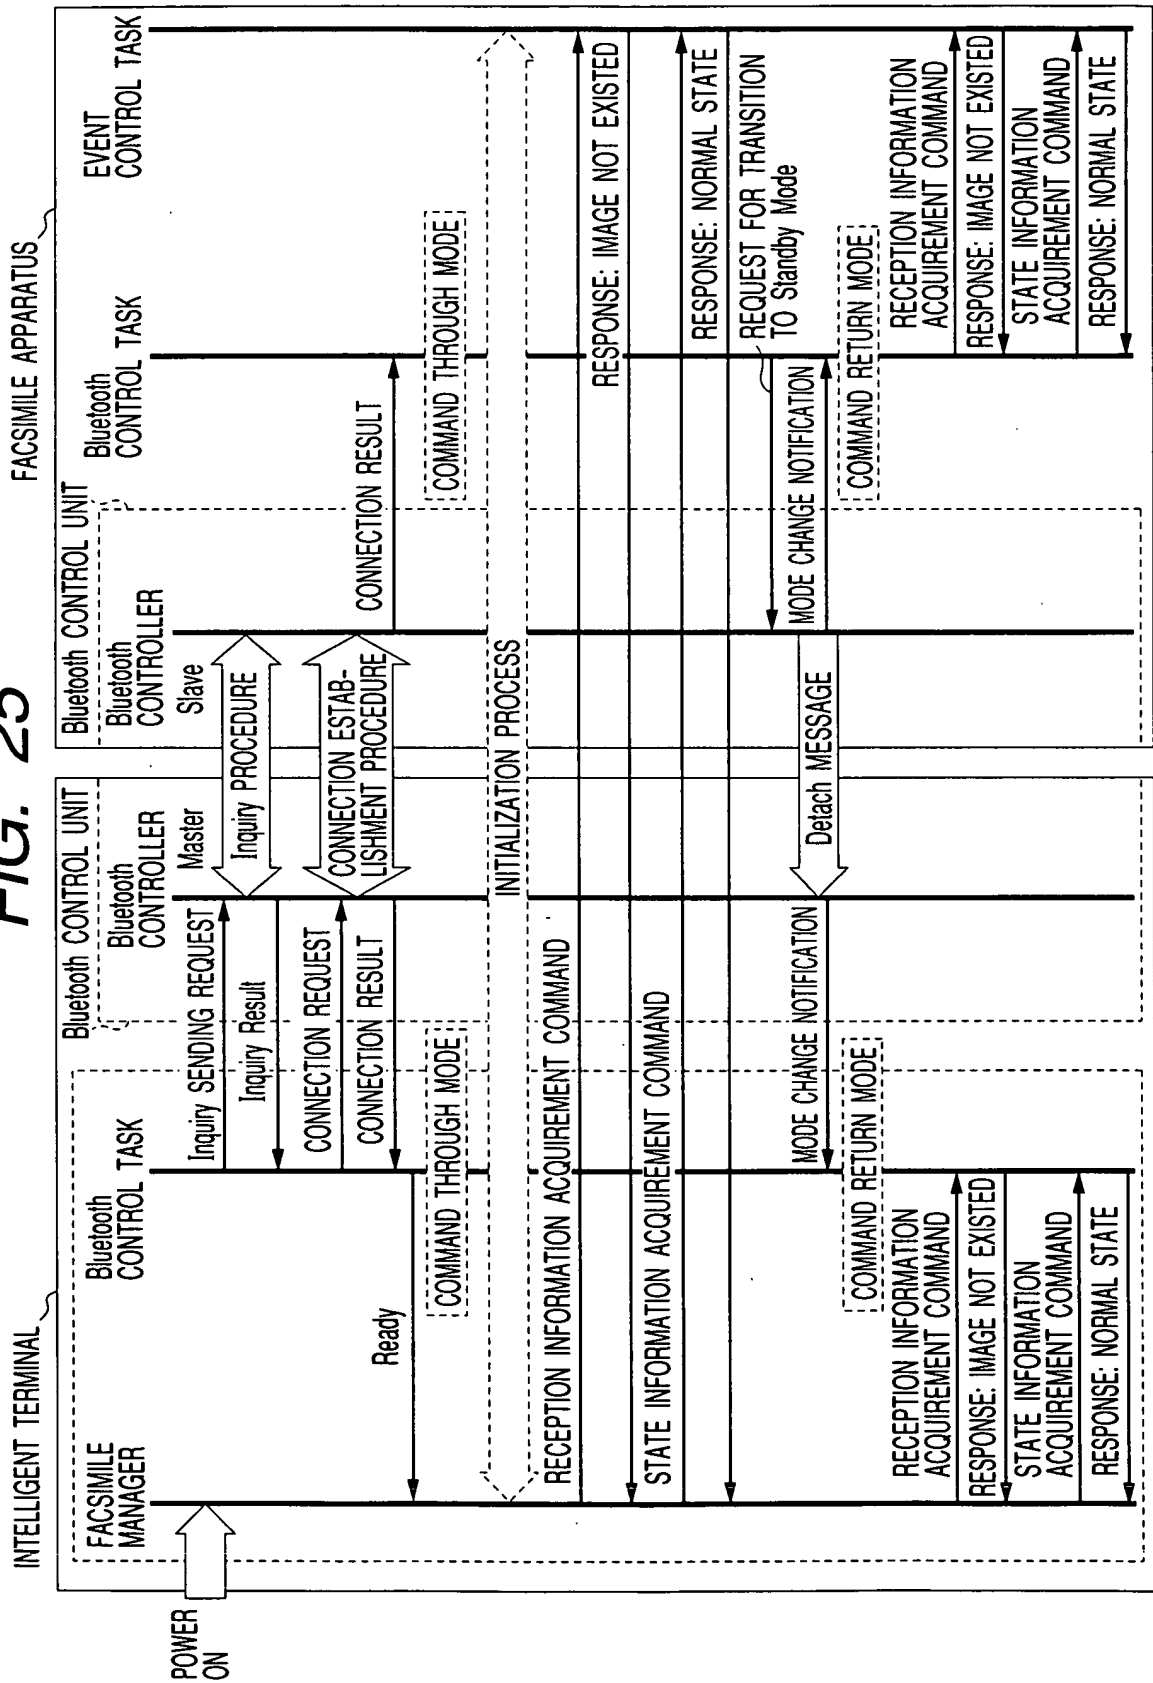 FIG. 25
INTELLIGENT TERMINAL
FACSIMILE APPARATUS
POWER
ON
FACSIMILE
MANAGER
Bluetooth
CONTROL TASK
Bluetooth CONTROL UNIT
Bluetooth
CONTROLLER
Master
Bluetooth CONTROL UNIT
Bluetooth
CONTROLLER
Slave
Bluetooth
CONTROL TASK
EVENT
CONTROL TASK
Inquiry SENDING REQUEST
Inquiry PROCEDURE
Inquiry Result
CONNECTION REQUEST
CONNECTION ESTAB-
LISHMENT PROCEDURE
CONNECTION RESULT
CONNECTION RESULT
Ready
COMMAND THROUGH MODE
COMMAND THROUGH MODE
INITIALIZATION PROCESS
RECEPTION INFORMATION ACQUIREMENT COMMAND
RESPONSE: IMAGE NOT EXISTED
STATE INFORMATION ACQUIREMENT COMMAND
RESPONSE: NORMAL STATE
REQUEST FOR TRANSITION
TO Standby Mode
MODE CHANGE NOTIFICATION
Detach MESSAGE
MODE CHANGE NOTIFICATION
COMMAND RETURN MODE
COMMAND RETURN MODE
RECEPTION INFORMATION
ACQUIREMENT COMMAND
RESPONSE: IMAGE NOT EXISTED
STATE INFORMATION
ACQUIREMENT COMMAND
RESPONSE: NORMAL STATE
RECEPTION INFORMATION
ACQUIREMENT COMMAND
RESPONSE: IMAGE NOT EXISTED
STATE INFORMATION
ACQUIREMENT COMMAND
RESPONSE: NORMAL STATE